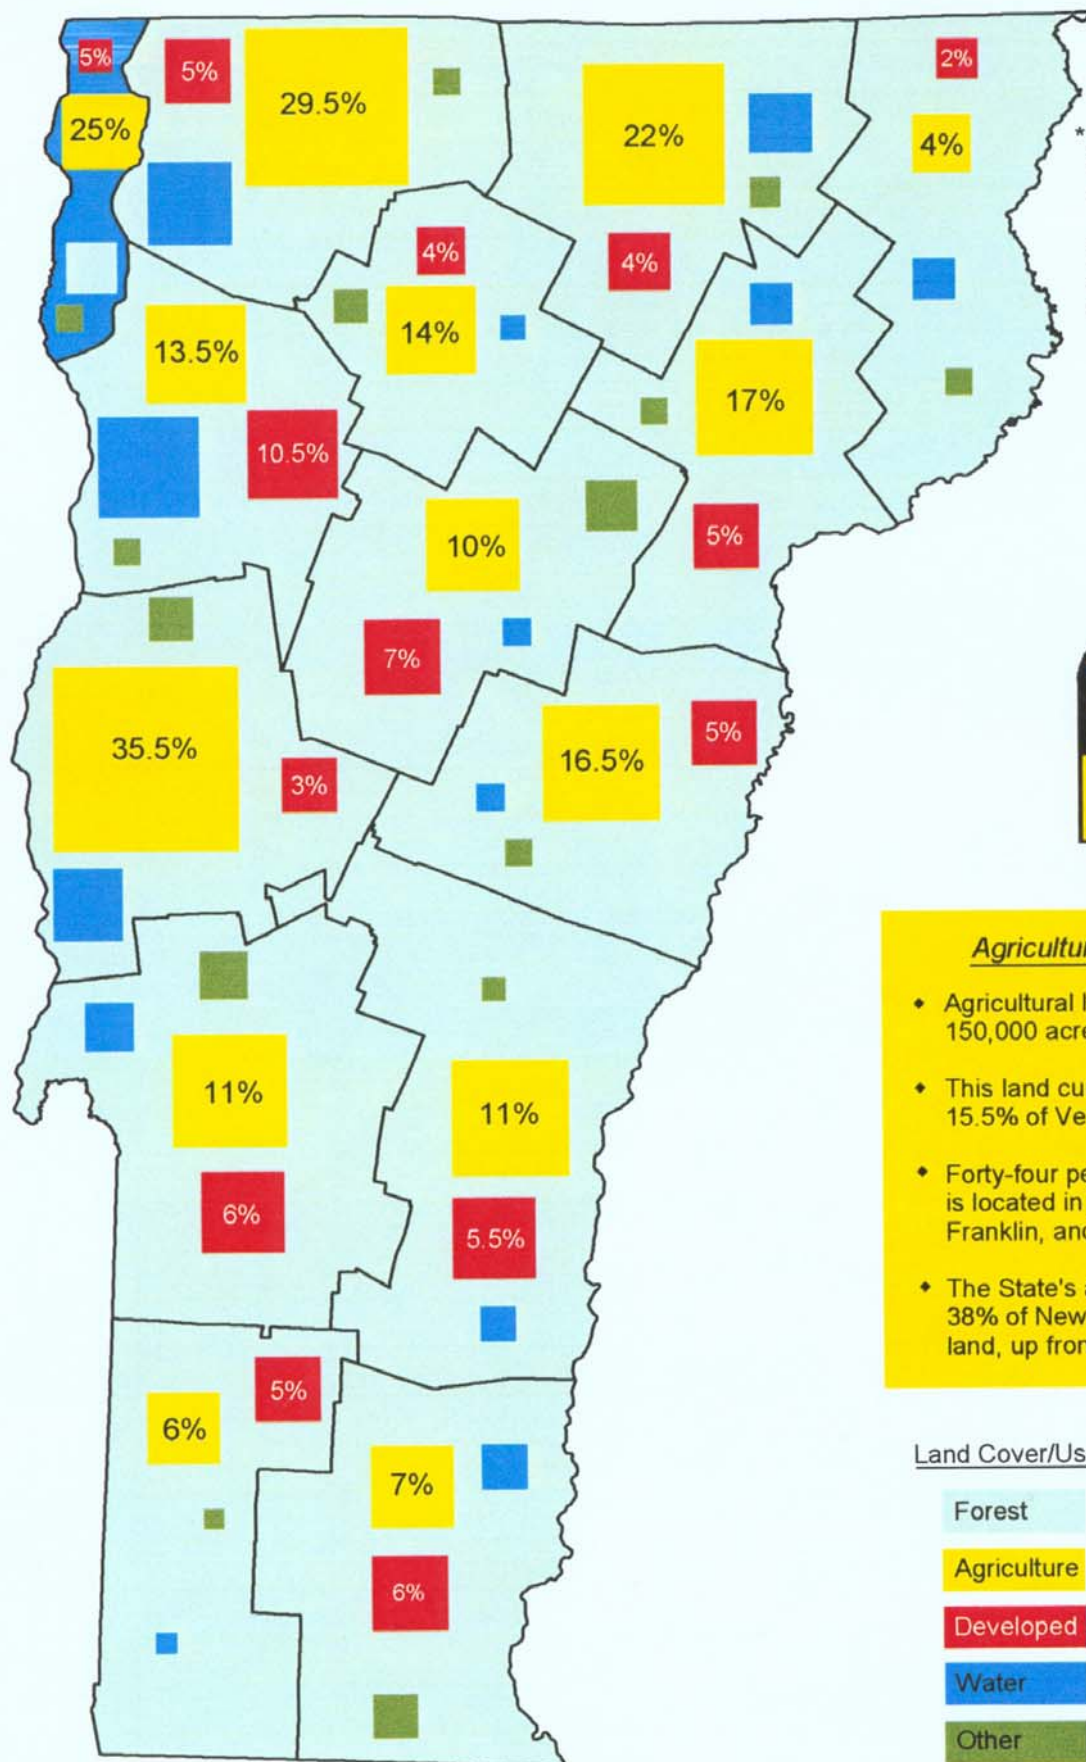 5%
5%
29.5%
25%
22%
2%
4%
*
4%
14%
4%
13.5%
10.5%
17%
10%
5%
7%
35.5%
3%
16.5%
5%
11%
6%
11%
5.5%
5%
6%
7%
6%
Agricultur
Agricultural
150,000 acre
This land cu
15.5% of Ve
Forty-four pe
is located in
Franklin, and
The State's a
38% of New
land, up fron
Land Cover/Us
Forest
Agriculture
Developed
Water
Other